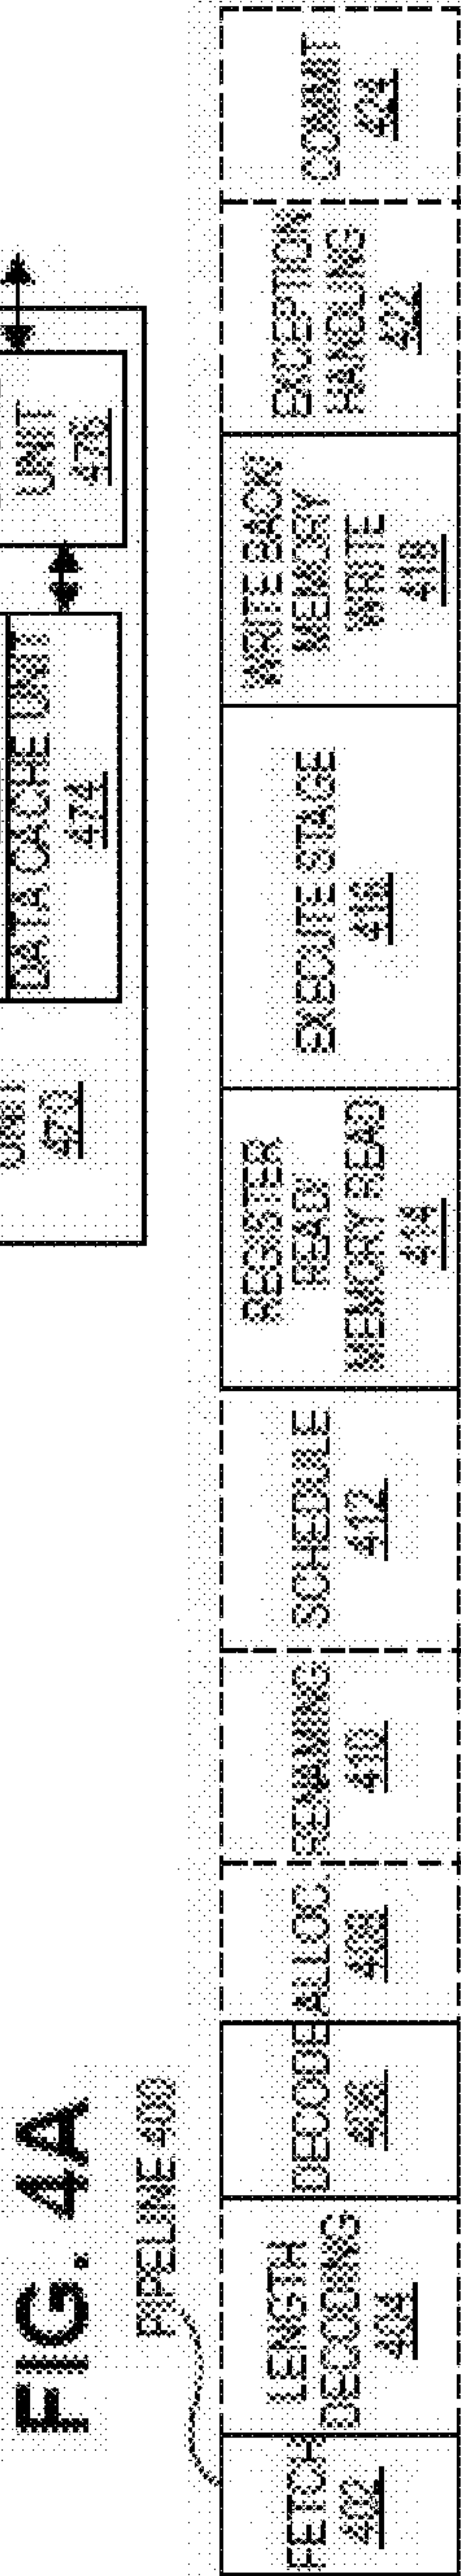 FIG. 4A
UNIT
470
DATA CACHE UNIT
474
UNIT
476
PIPELINE 400
FETCH
402
LENGTH
DECODING
404
DECODE
406
ALLOC
408
RENAMING
410
SCHEDULE
412
REGISTER
READ/
MEMORY READ
414
EXECUTE STAGE
416
WRITE BACK/
MEMORY
WRITE
418
EXCEPTION
HANDLING
422
COMMIT
424